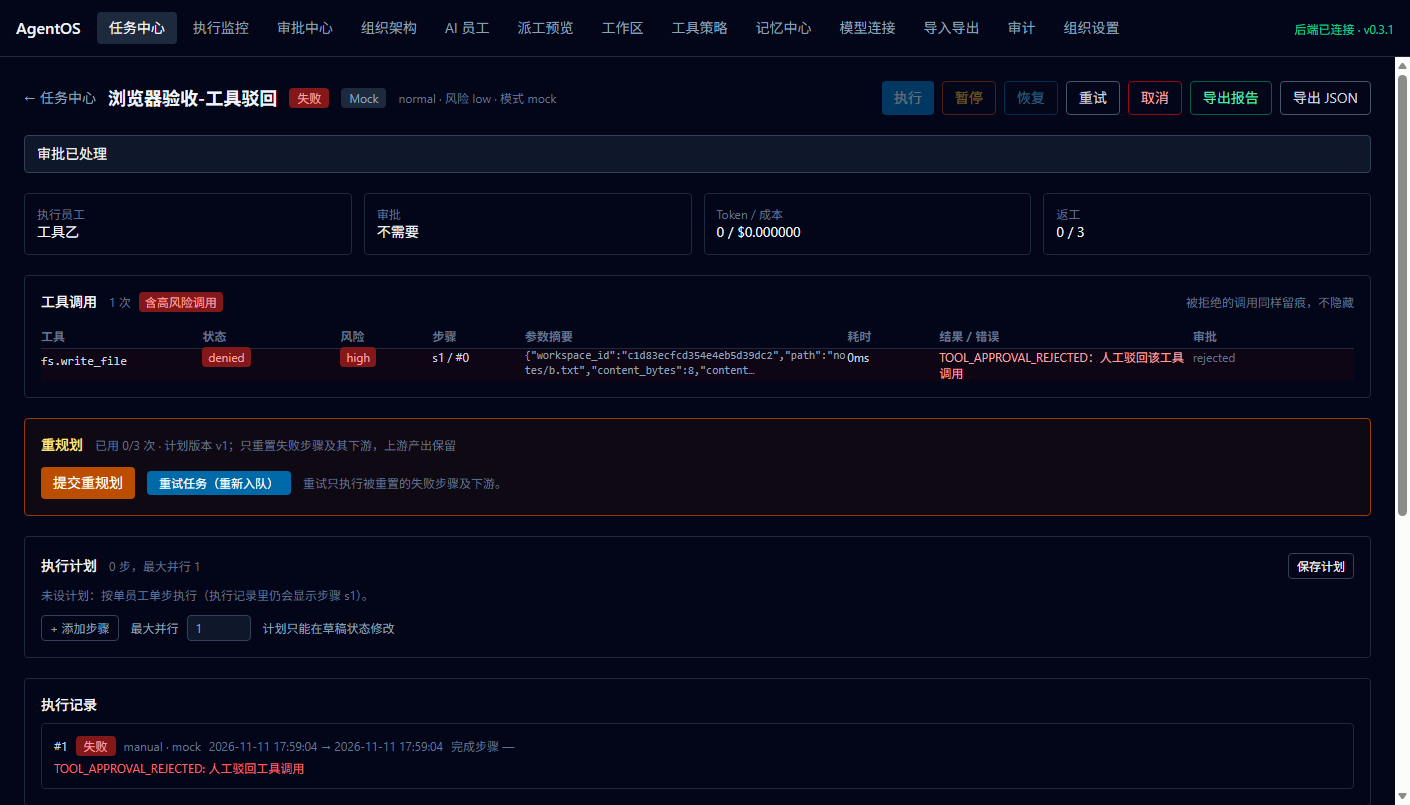 AgentOS 任务中心 执行监控 审批中心 组织架构 AI 员工 派工预览 工作区 工具策略 记忆中心 模型连接 导入导出 审计 组织设置 后端已连接 · v0.3.1
← 任务中心 浏览器验收-工具驳回 失败 Mock normal · 风险 low · 模式 mock 执行 暂停 恢复 重试 取消 导出报告 导出 JSON
审批已处理
执行员工 审批 Token / 成本 返工
工具乙 不需要 0 / $0.000000 0 / 3
工具调用 1 次 含高风险调用 被拒绝的调用同样留痕，不隐藏
工具 状态 风险 步骤 参数摘要 耗时 结果 / 错误 审批
fs.write_file denied high s1 / #0 {"workspace_id":"c1d83ecfcd354e4eb5d39dc2","path":"no 0ms TOOL_APPROVAL_REJECTED：人工驳回该工具 rejected
tes/b.txt","content_bytes":8,"content… 调用
重规划 已用 0/3 次 · 计划版本 v1；只重置失败步骤及其下游，上游产出保留
提交重规划 重试任务（重新入队） 重试只执行被重置的失败步骤及下游。
执行计划 0 步，最大并行 1 保存计划
未设计划：按单员工单步执行（执行记录里仍会显示步骤 s1）。
+ 添加步骤 最大并行 1 计划只能在草稿状态修改
执行记录
#1 失败 manual · mock 2026-11-11 17:59:04 → 2026-11-11 17:59:04 完成步骤 —
TOOL_APPROVAL_REJECTED: 人工驳回工具调用